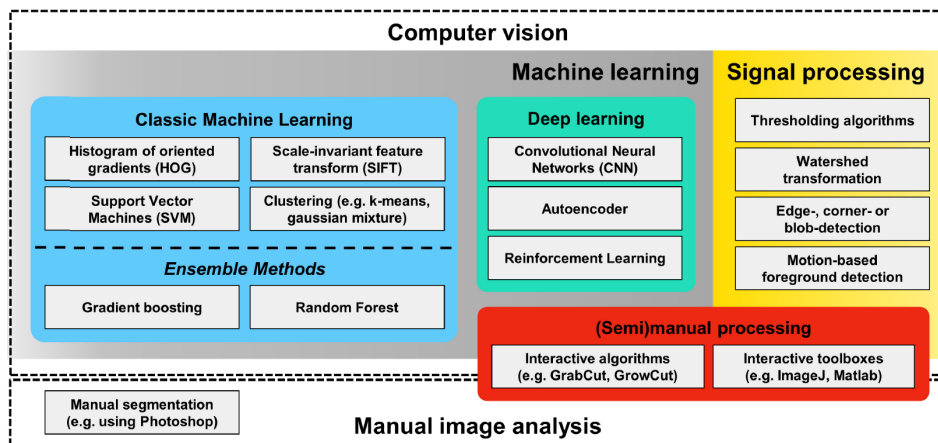 Computer vision
Machine learning
Signal processing
Classic Machine Learning
Histogram of oriented
gradients (HOG)
Scale-invariant feature
transform (SIFT)
Support Vector
Machines (SVM)
Clustering (e.g. k-means,
gaussian mixture)
Ensemble Methods
Gradient boosting
Random Forest
Deep learning
Convolutional Neural
Networks (CNN)
Autoencoder
Reinforcement Learning
Thresholding algorithms
Watershed
transformation
Edge-, corner- or
blob-detection
Motion-based
foreground detection
(Semi)manual processing
Interactive algorithms
(e.g. GrabCut, GrowCut)
Interactive toolboxes
(e.g. ImageJ, Matlab)
Manual segmentation
(e.g. using Photoshop)
Manual image analysis